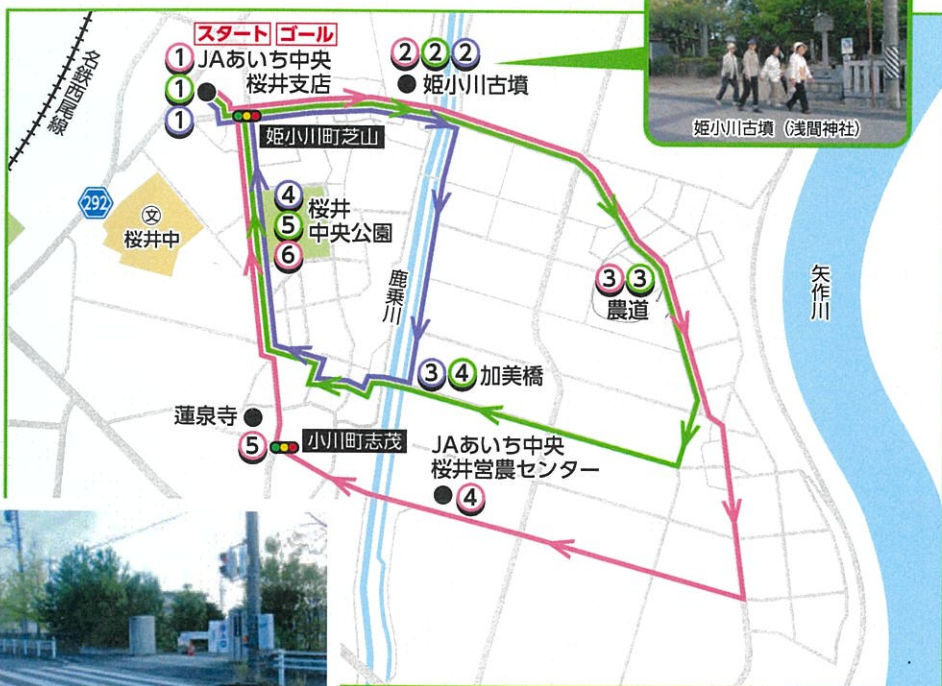 名鉄西尾線
スタート ゴール
①JAあいち中央
桜井支店
①
①
②②②
姫小川古墳
姫小川古墳（浅間神社）
姫小川町芝山
292
文
桜井中
④
⑤
⑥
桜井
中央公園
鹿乗川
③③
農道
矢作川
③④加美橋
蓮泉寺
⑤
小川町志茂
JAあいち中央
桜井営農センター
④